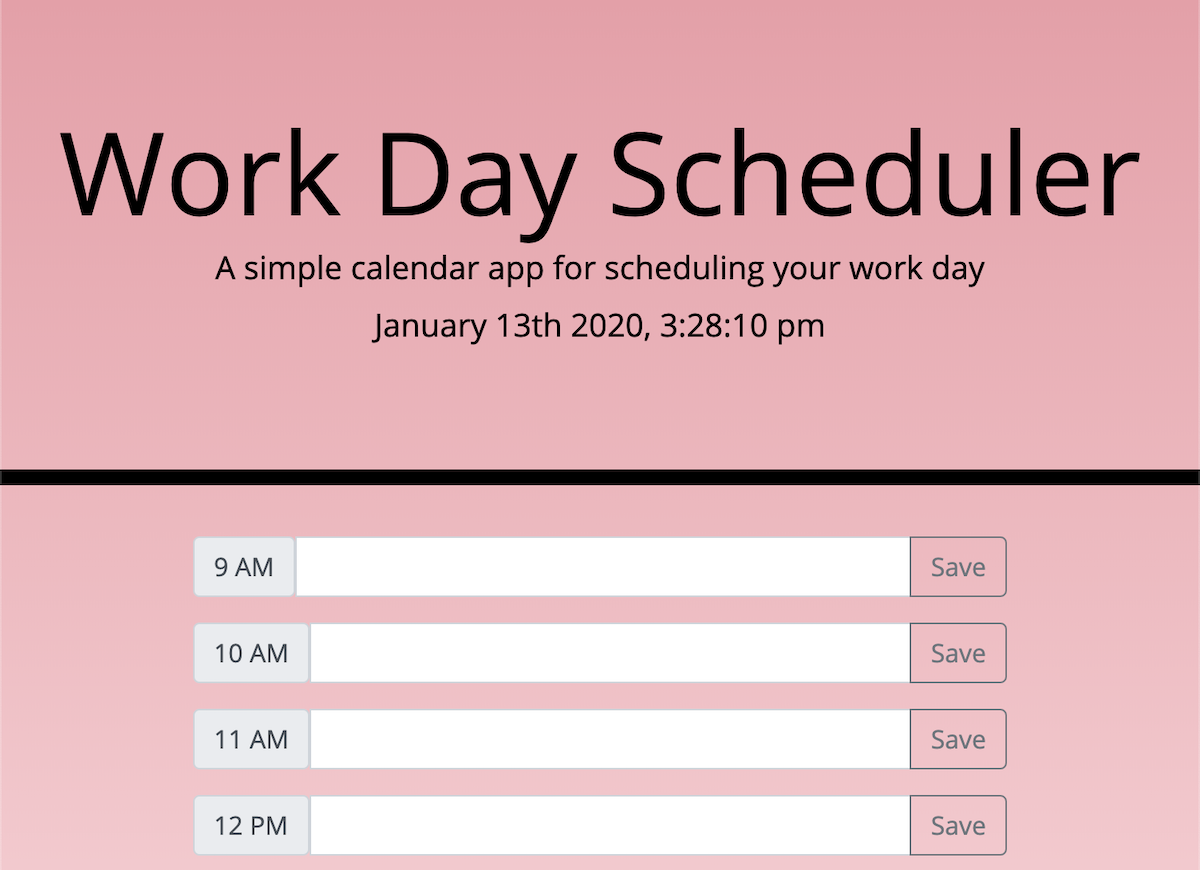 Work Day Scheduler
A simple calendar app for scheduling your work day
January 13th 2020, 3:28:10 pm
9 AM Save
10 AM Save
11 AM Save
12 PM Save